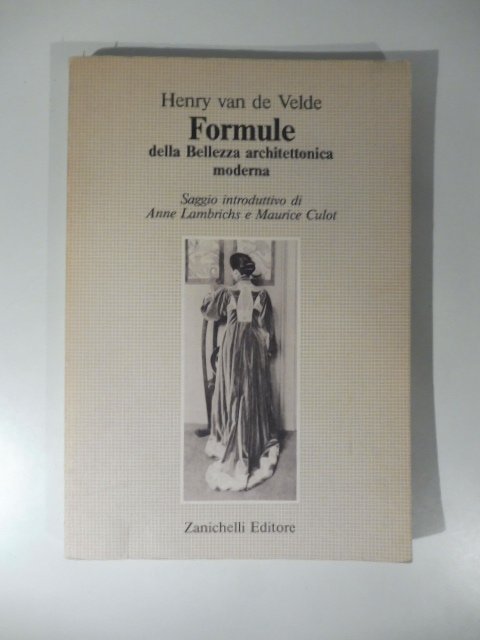 Henry van de Velde
Formule
della Bellezza architettonica
moderna
Saggio introduttivo di
Anne Lambrichs e Maurice Culot
Zanichelli Editore